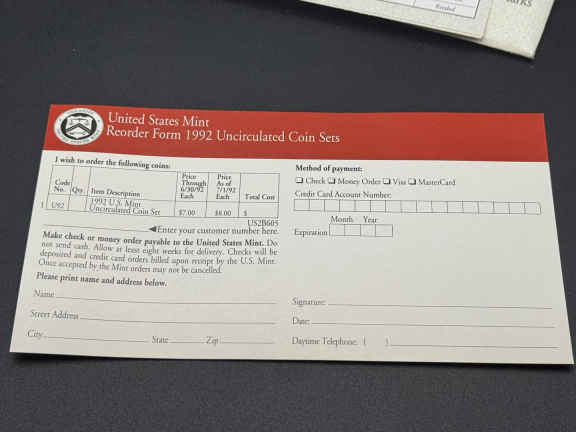 Retailed
United States Mint
Reorder Form 1992 Uncirculated Coin Sets
I wish to order the following coins:
Code No. Qty. Item Description Price Through 6/30/92 Each Price As of 7/1/92 Each Total Cost
1 U92 1992 U.S. Mint Uncirculated Coin Set $7.00 $8.00 $
US2B605
◀Enter your customer number here.
Make check or money order payable to the United States Mint. Do
not send cash. Allow at least eight weeks for delivery. Checks will be
deposited and credit card orders billed upon receipt by the U.S. Mint.
Once accepted by the Mint orders may not be cancelled.
Please print name and address below.
Name
Street Address
City State Zip
Method of payment:
❏ Check ❏ Money Order ❏ Visa ❏ MasterCard
Credit Card Account Number:
Month Year
Expiration
Signature:
Date:
Daytime Telephone: ( )